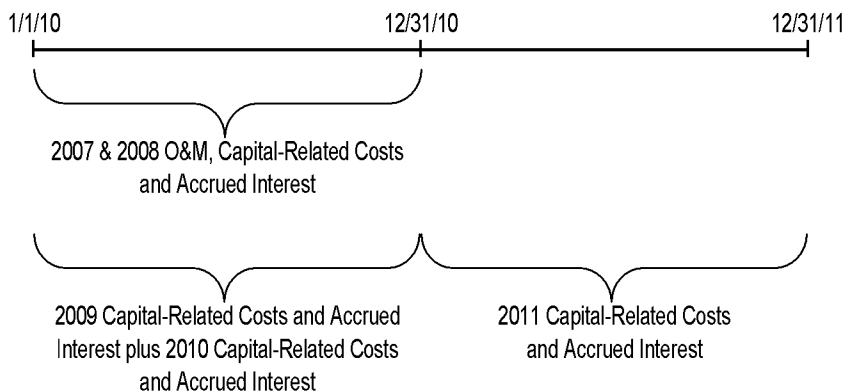 1/1/10 12/31/10 12/31/11
2007 & 2008 O&M, Capital-Related Costs
and Accrued Interest
2009 Capital-Related Costs and Accrued
Interest plus 2010 Capital-Related Costs
and Accrued Interest
2011 Capital-Related Costs
and Accrued Interest